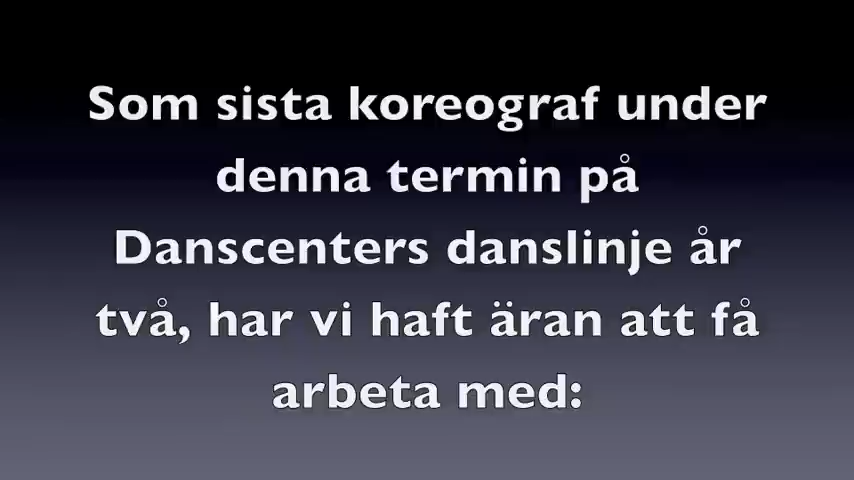 Som sista koreograf under
denna termin på
Danscenters danslinje år
två, har vi haft äran att få
arbeta med: